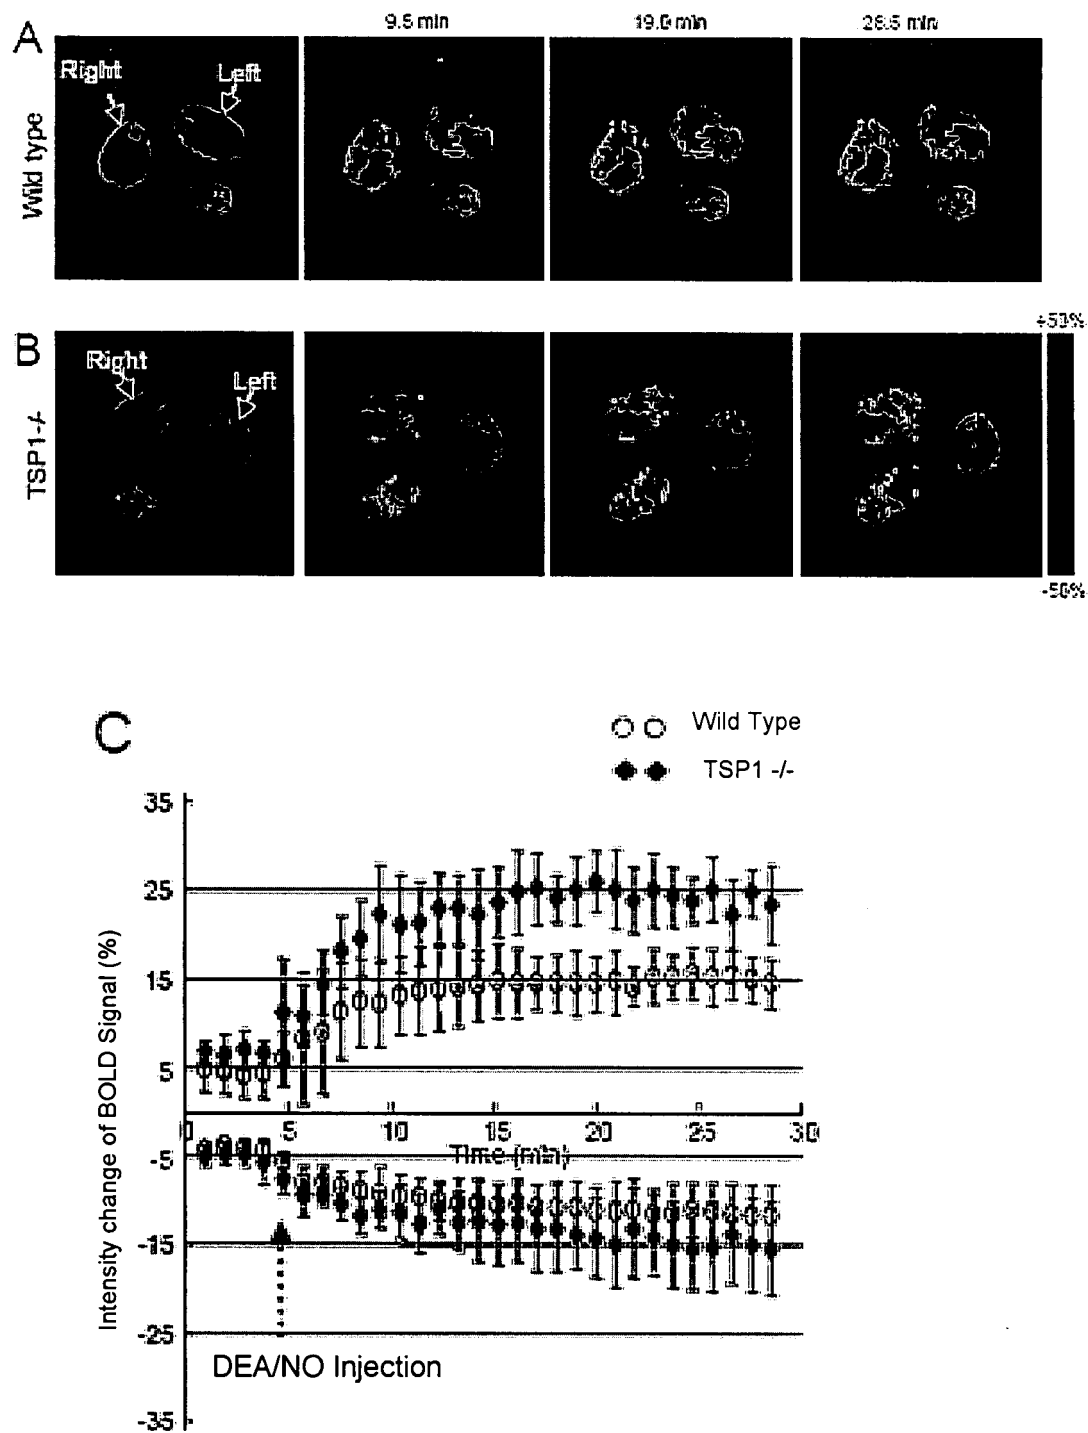 A
9.5 min
19.0 min
28.5 min
Wild type
Right
Left
B
TSP1-/-
Right
Left
+50%
-50%
C
Wild Type
TSP1 -/-
Intensity change of BOLD Signal (%)
35
25
15
5
0 5 10 15 20 25 30
Time (min)
-5
-15
-25
DEA/NO Injection
-35